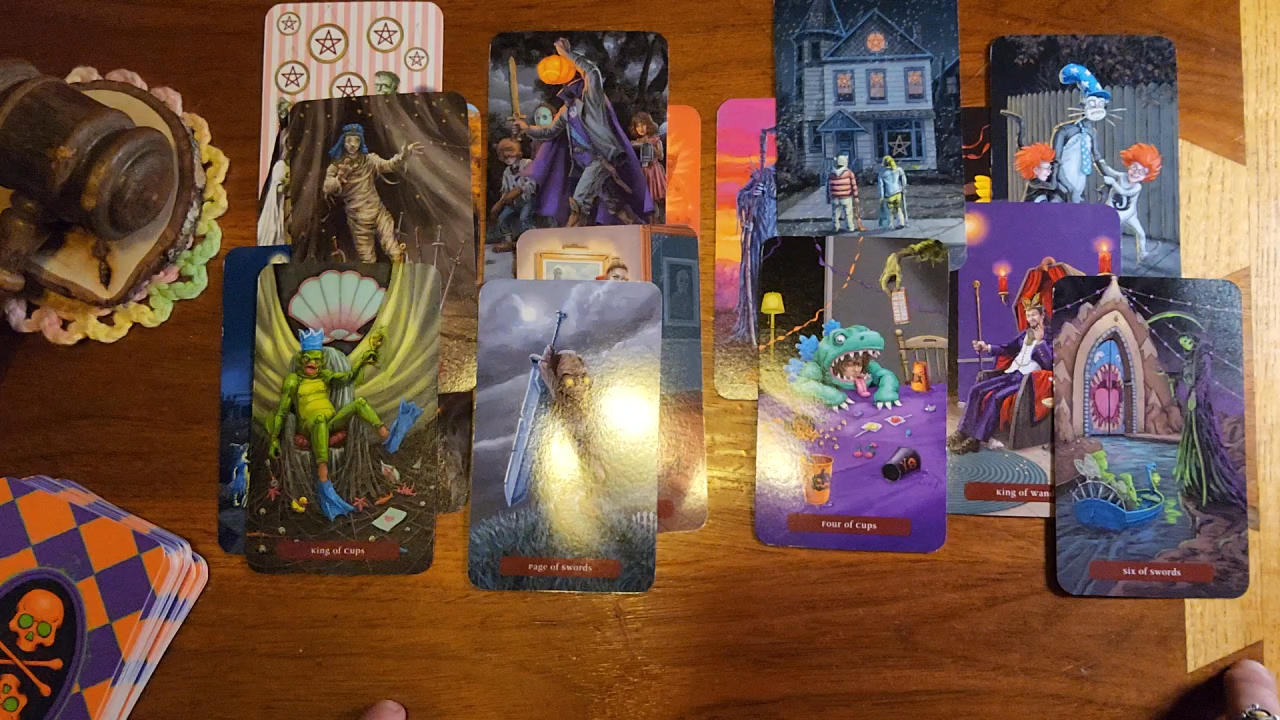 King of Cups
Page of Swords
Four of Cups
King of Wan
Six of Swords